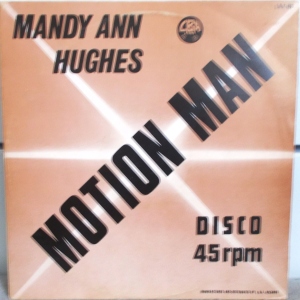 MANDY ANN
HUGHES
MOTION MAN
DISCO
45rpm